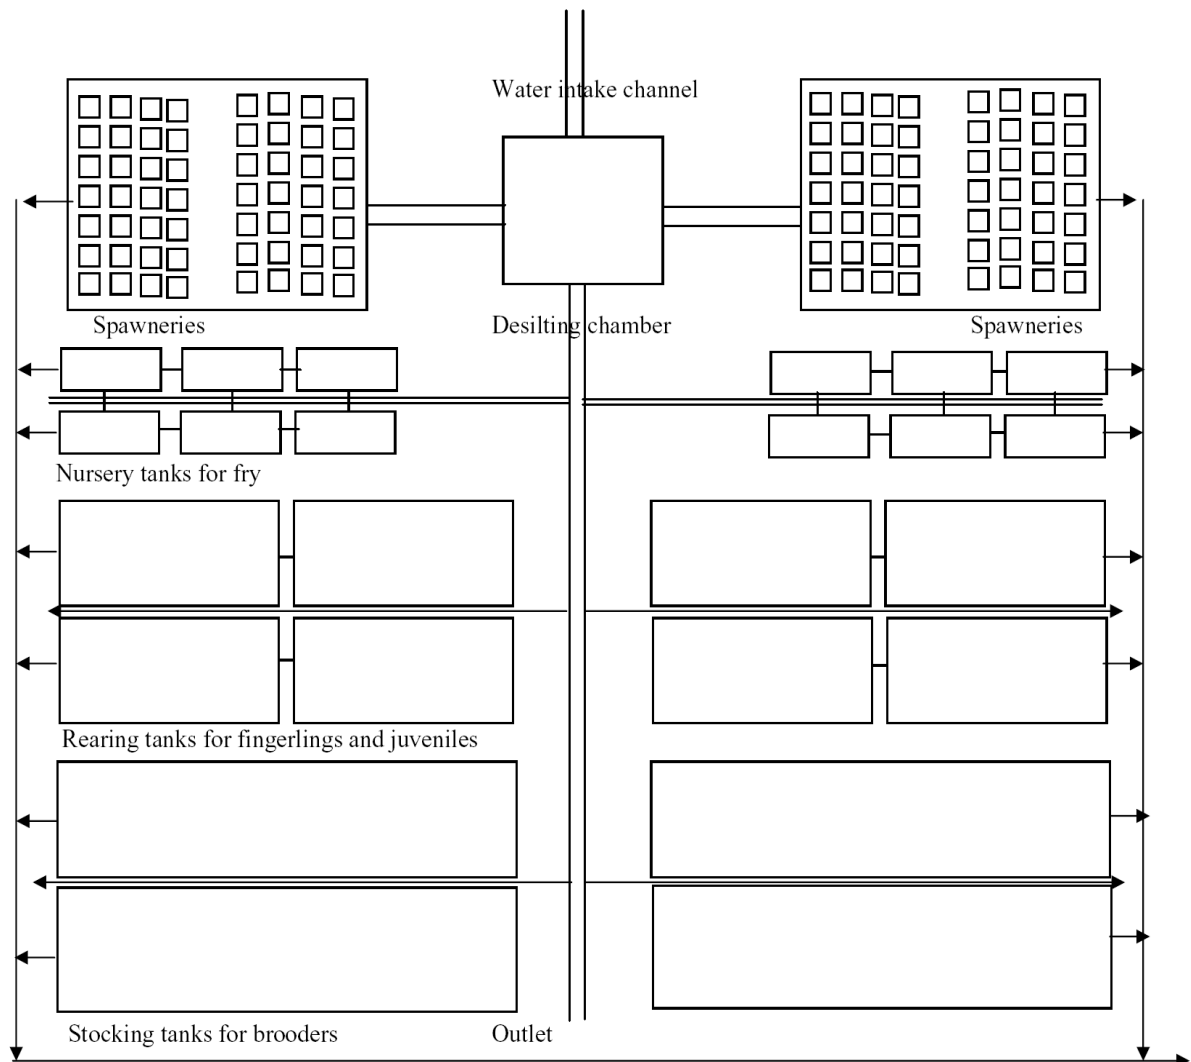 Water intake channel
Spawneries
Desilting chamber
Spawneries
Nursery tanks for fry
Rearing tanks for fingerlings and juveniles
Stocking tanks for brooders
Outlet